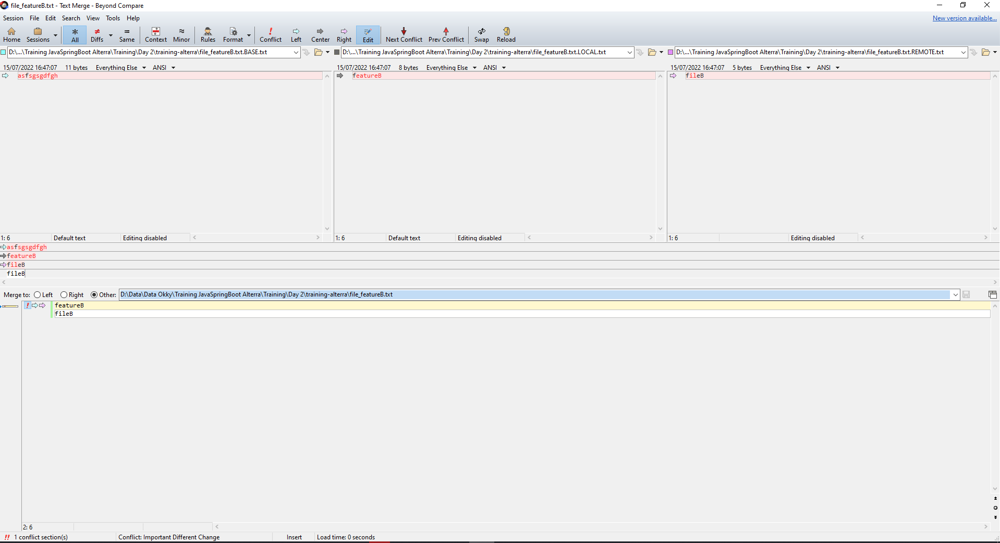 file_featureB.txt - Text Merge - Beyond Compare
Session File Edit Search View Tools Help New version available...
Home Sessions All Diffs Same Context Minor Rules Format Conflict Left Center Right Edit Next Conflict Prev Conflict Swap Reload
D:\...\Training JavaSpringBoot Alterra\Training\Day 2\training-alterra\file_featureB.txt.BASE.txt D:\...\Training JavaSpringBoot Alterra\Training\Day 2\training-alterra\file_featureB.txt.LOCAL.txt D:\...\Training JavaSpringBoot Alterra\Training\Day 2\training-alterra\file_featureB.txt.REMOTE.txt
15/07/2022 16:47:07 11 bytes Everything Else ANSI 15/07/2022 16:47:07 8 bytes Everything Else ANSI 15/07/2022 16:47:07 5 bytes Everything Else ANSI
asfsgsgdfgh featureB fileB
1: 6 Default text Editing disabled 1: 6 Default text Editing disabled 1: 6 Editing disabled
asfsgsgdfgh
featureB
fileB
fileB
Merge to: Left Right Other: D:\Data\Data Okky\Training JavaSpringBoot Alterra\Training\Day 2\training-alterra\file_featureB.txt
featureB
fileB
2: 6
1 conflict section(s) Conflict: Important Different Change Insert Load time: 0 seconds